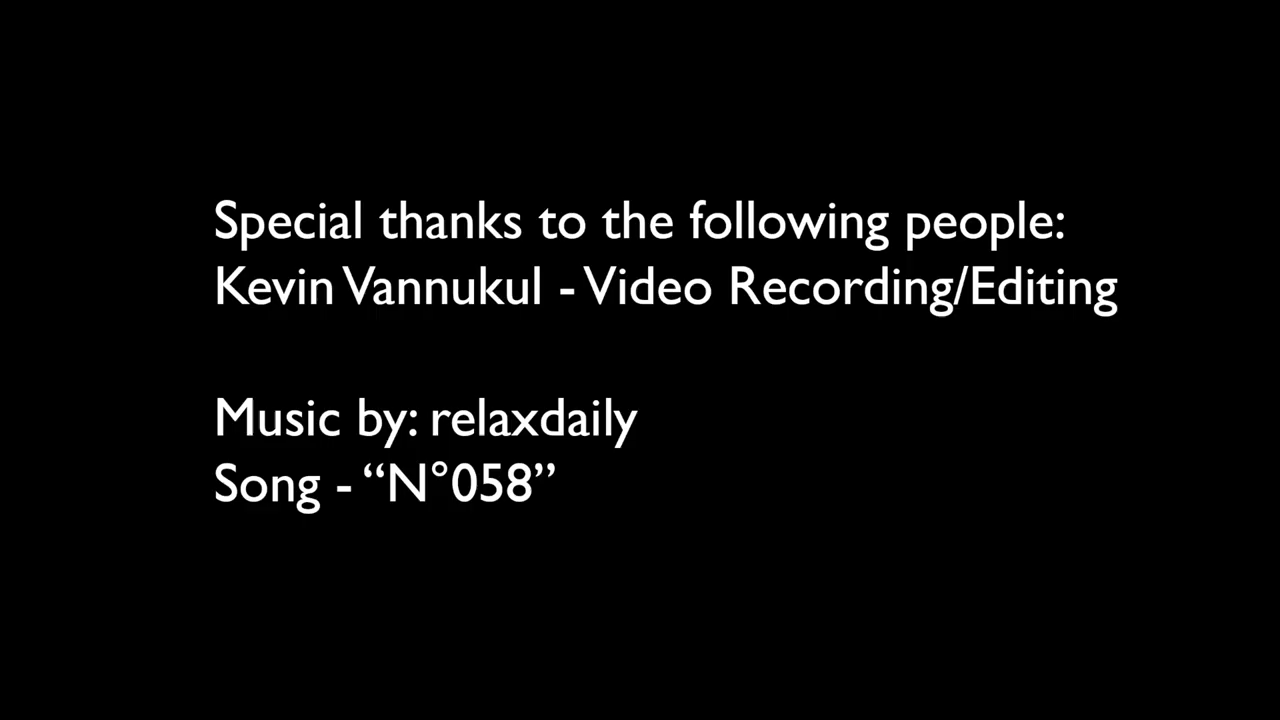 Special thanks to the following people:
Kevin Vannukul - Video Recording/Editing
Music by: relaxdaily
Song - “N°058”